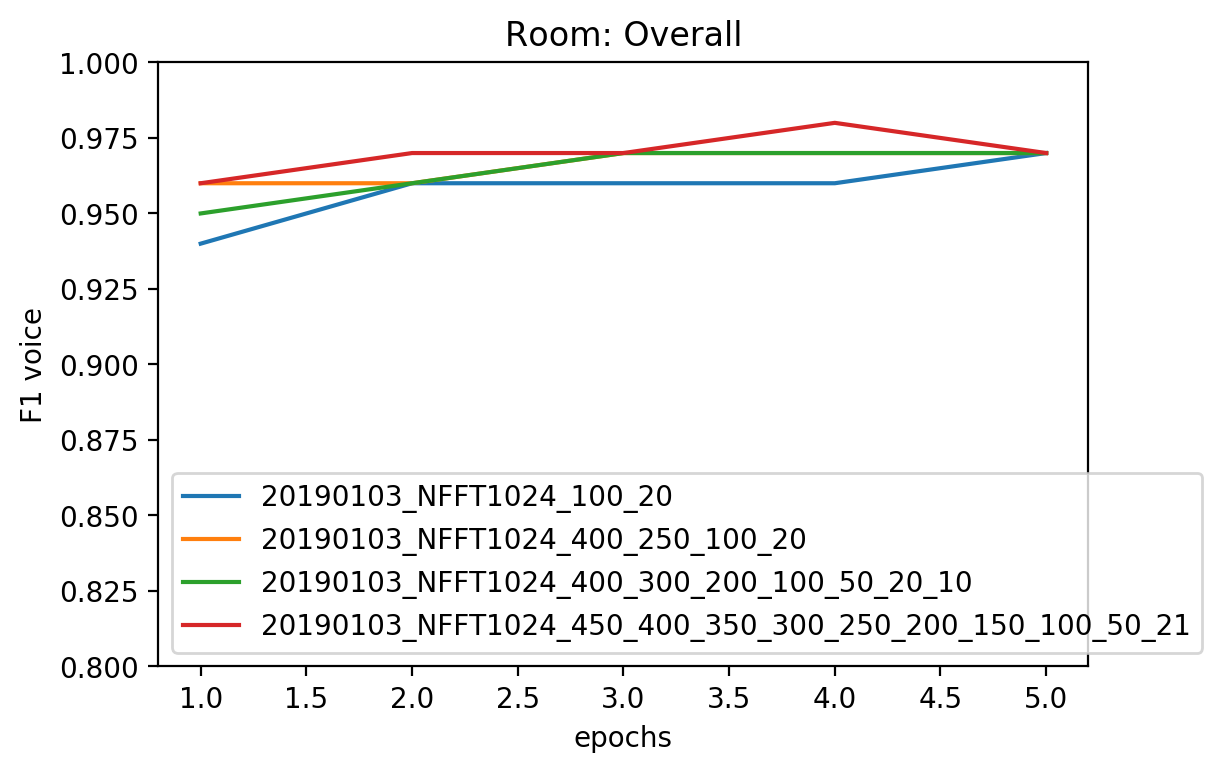 Room: Overall
1.000
0.975
0.950
0.925
0.900
0.875
0.850
0.825
0.800
F1 voice
20190103_NFFT1024_100_20
20190103_NFFT1024_400_250_100_20
20190103_NFFT1024_400_300_200_100_50_20_10
20190103_NFFT1024_450_400_350_300_250_200_150_100_50_21
1.0 1.5 2.0 2.5 3.0 3.5 4.0 4.5 5.0
epochs